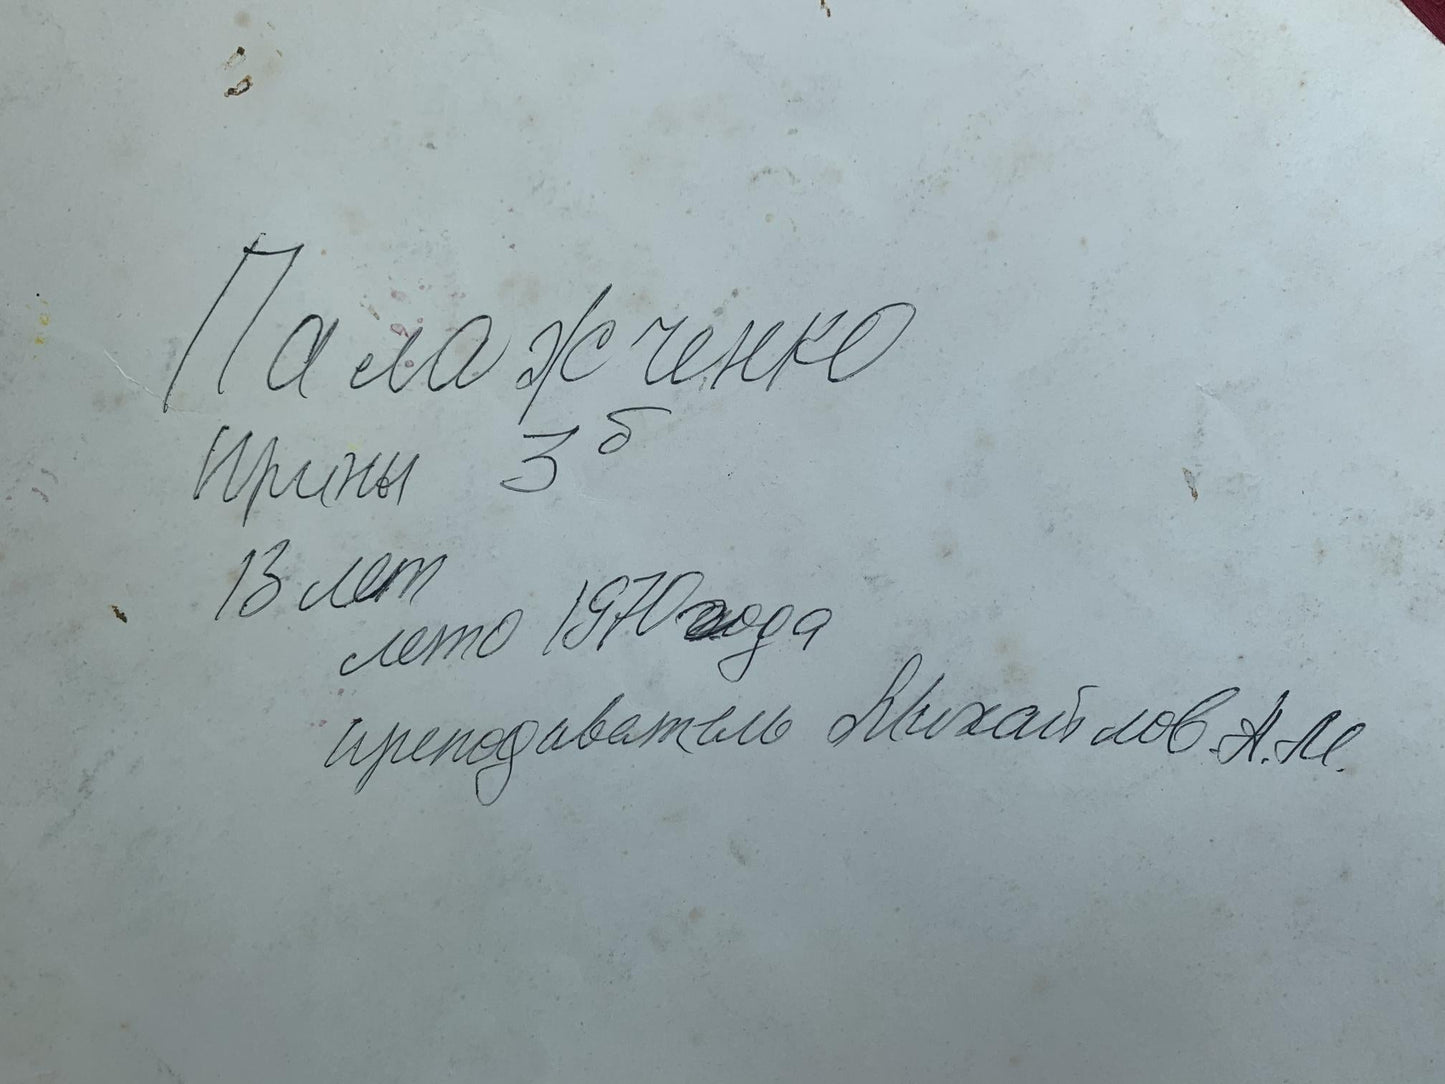 Палажченко
Ирины 3б
13 лет
лето 1970 года
преподаватель Михайлов А.М.